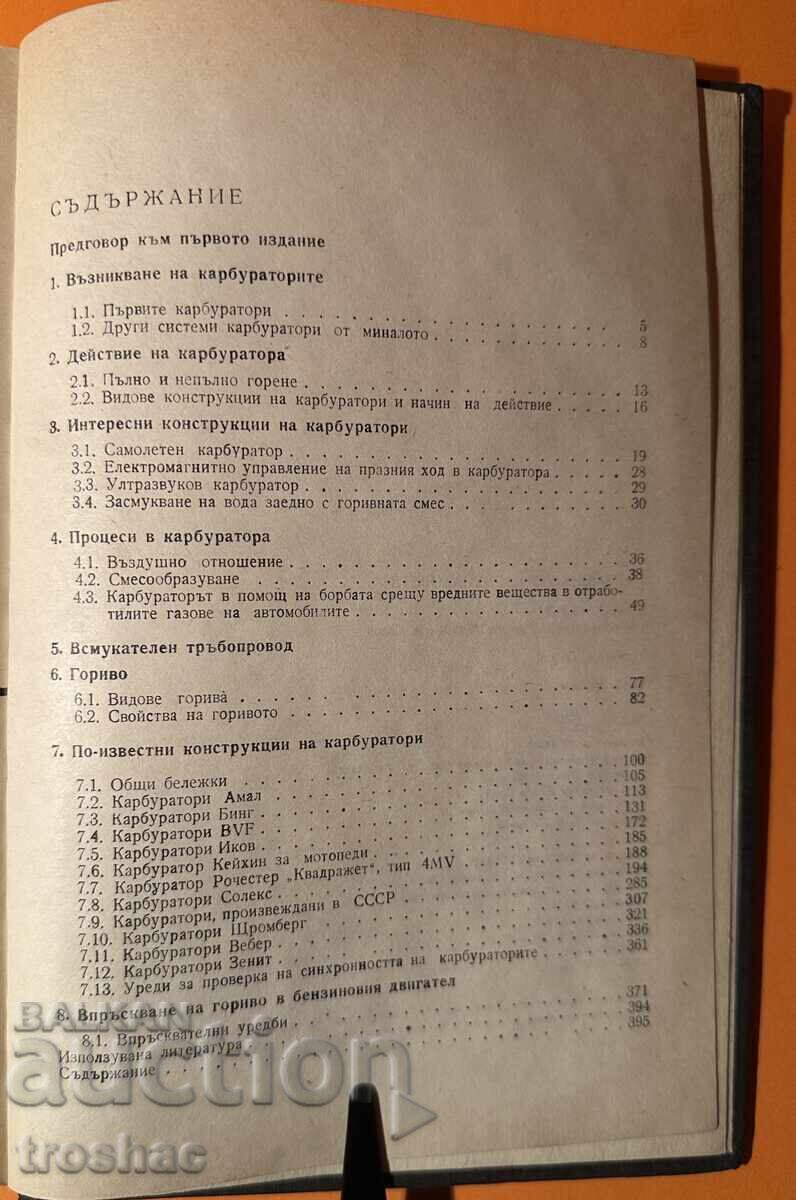 СЪДЪРЖАНИЕ
Предговор към първото издание
1. Възникване на карбураторите
1.1. Първите карбуратори . . . . . . . . . . . . . . . . . . . . 5
1.2. Други системи карбуратори от миналото . . . . . . . . . . . . 8
2. Действие на карбуратора
2.1. Пълно и непълно горене . . . . . . . . . . . . . . . . . . . 13
2.2. Видове конструкции на карбуратори и начин на действие . . . . . 16
3. Интересни конструкции на карбуратори
3.1. Самолетен карбуратор . . . . . . . . . . . . . . . . . . . . 19
3.2. Електромагнитно управление на празния ход в карбуратора . . . . . 28
3.3. Ултразвуков карбуратор . . . . . . . . . . . . . . . . . . . 29
3.4. Засмукване на вода заедно с горивната смес . . . . . . . . . . . 30
4. Процеси в карбуратора
4.1. Въздушно отношение . . . . . . . . . . . . . . . . . . . . . 36
4.2. Смесообразуване . . . . . . . . . . . . . . . . . . . . . . 38
4.3. Карбураторът в помощ на борбата срещу вредните вещества в отрабо-
тилите газове на автомобилите . . . . . . . . . . . . . . . . 49
5. Всмукателен тръбопровод
6. Гориво
6.1. Видове горива . . . . . . . . . . . . . . . . . . . . . . . 77
6.2. Свойства на горивото . . . . . . . . . . . . . . . . . . . . 82
7. По-известни конструкции на карбуратори
7.1. Общи бележки . . . . . . . . . . . . . . . . . . . . . . . 100
7.2. Карбуратори Амал . . . . . . . . . . . . . . . . . . . . . 105
7.3. Карбуратори Бинг . . . . . . . . . . . . . . . . . . . . . 113
7.4. Карбуратори BVF . . . . . . . . . . . . . . . . . . . . . 131
7.5. Карбуратори Иков . . . . . . . . . . . . . . . . . . . . . 172
7.6. Карбуратор Кейхин за мотопеди . . . . . . . . . . . . . . . 185
7.7. Карбуратор Рочестер „Квадражет“, тип 4MV . . . . . . . . . . 188
7.8. Карбуратори Солекс . . . . . . . . . . . . . . . . . . . . 194
7.9. Карбуратори, произвеждани в СССР . . . . . . . . . . . . . . 285
7.10. Карбуратори Щромберг . . . . . . . . . . . . . . . . . . . 307
7.11. Карбуратори Вебер . . . . . . . . . . . . . . . . . . . . 321
7.12. Карбуратори Зенит . . . . . . . . . . . . . . . . . . . . 336
7.13. Уреди за проверка на синхронността на карбураторите . . . . . . 361
8. Впръскване на гориво в бензиновия двигател
8.1. Впръсквателни уредби . . . . . . . . . . . . . . . . . . . 371
Използувана литература . . . . . . . . . . . . . . . . . . . . 394
Съдържание . . . . . . . . . . . . . . . . . . . . . . . . . 395
BALKAN
auction
troshac